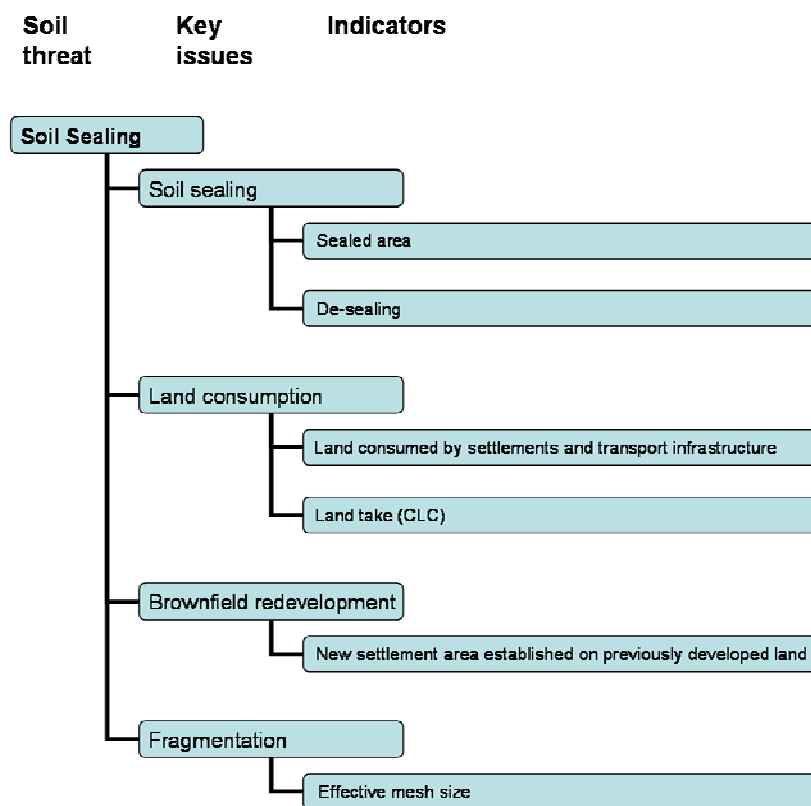 Soil threat
Key issues
Indicators
Soil Sealing
Soil sealing
Sealed area
De-sealing
Land consumption
Land consumed by settlements and transport infrastructure
Land take (CLC)
Brownfield redevelopment
New settlement area established on previously developed land
Fragmentation
Effective mesh size